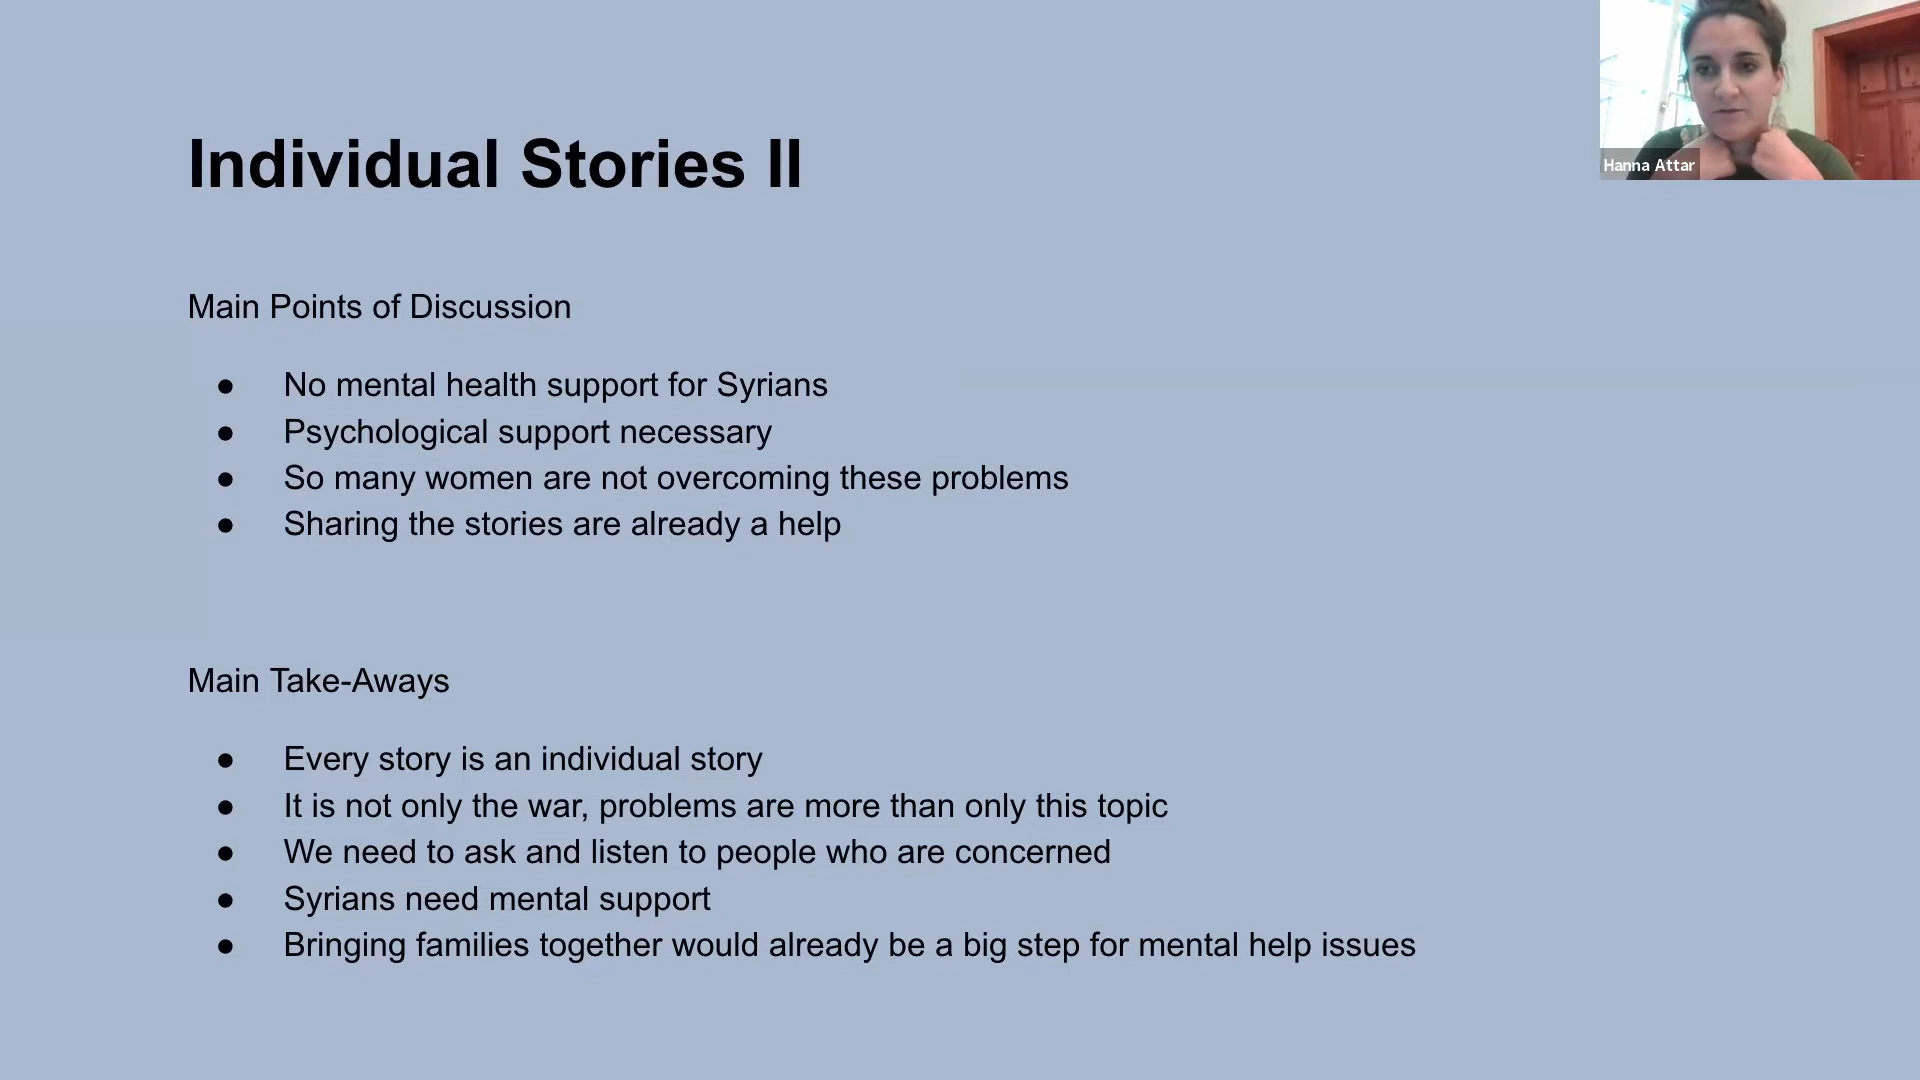 Individual Stories II
Hanna Attar
Main Points of Discussion
● No mental health support for Syrians
● Psychological support necessary
● So many women are not overcoming these problems
● Sharing the stories are already a help
Main Take-Aways
● Every story is an individual story
● It is not only the war, problems are more than only this topic
● We need to ask and listen to people who are concerned
● Syrians need mental support
● Bringing families together would already be a big step for mental help issues